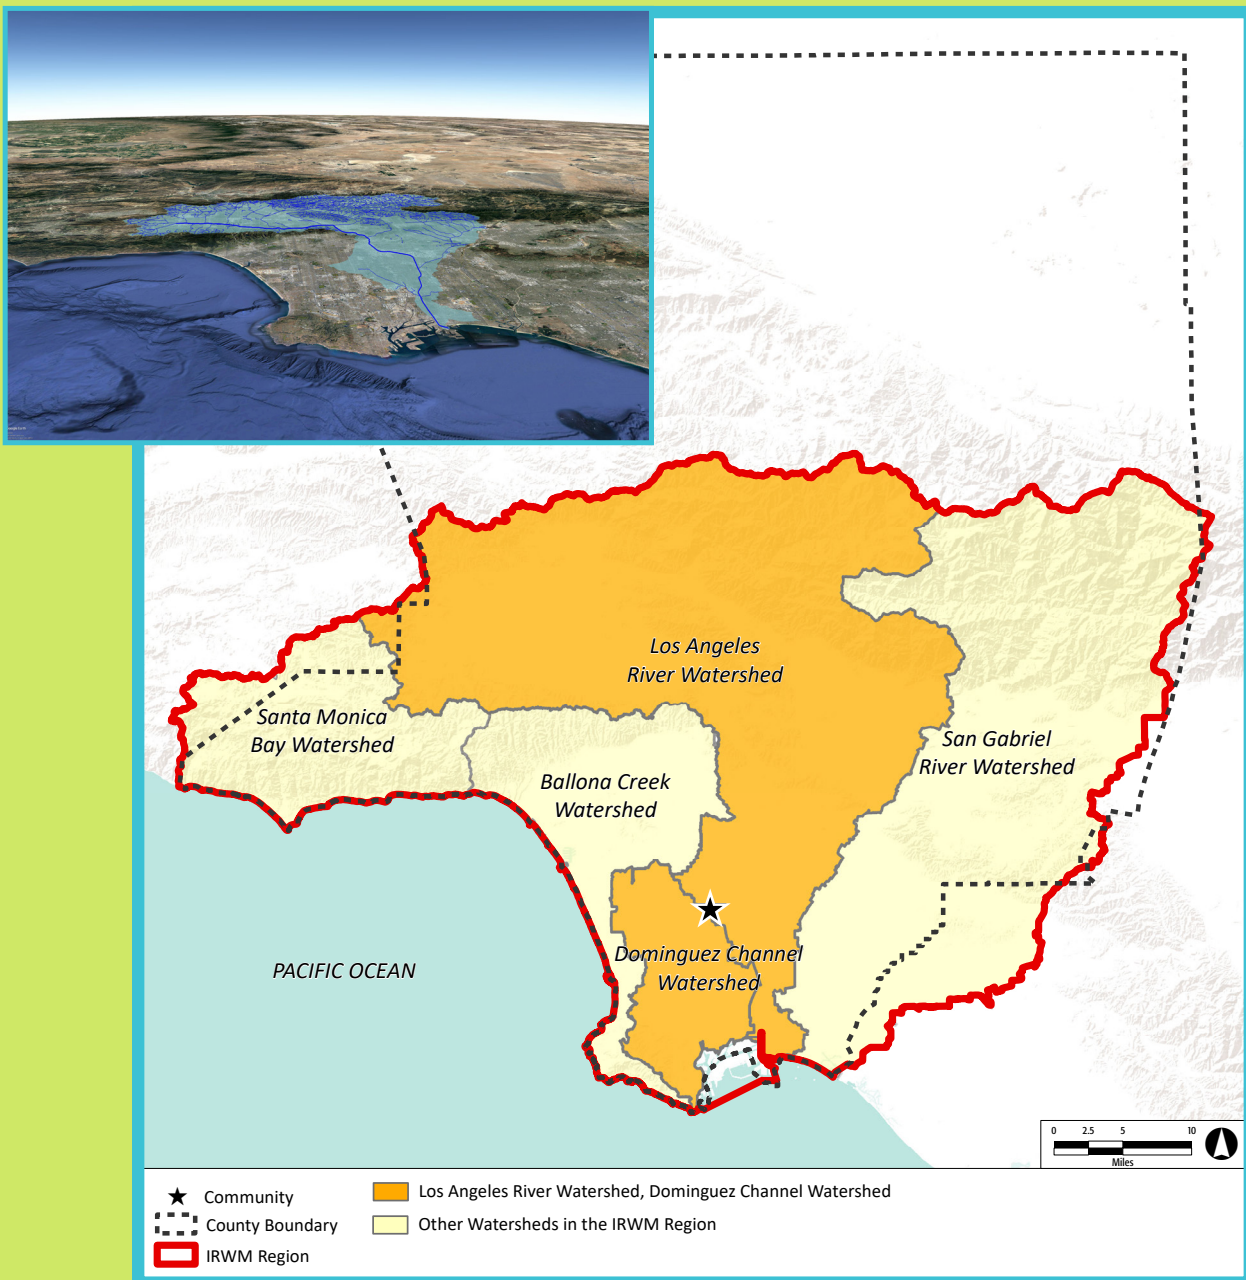 Los Angeles
River Watershed
Santa Monica
Bay Watershed
San Gabriel
River Watershed
Ballona Creek
Watershed
Dominguez Channel
Watershed
PACIFIC OCEAN
0 2.5 5 10
Miles
Community
County Boundary
IRWM Region
Los Angeles River Watershed, Dominguez Channel Watershed
Other Watersheds in the IRWM Region